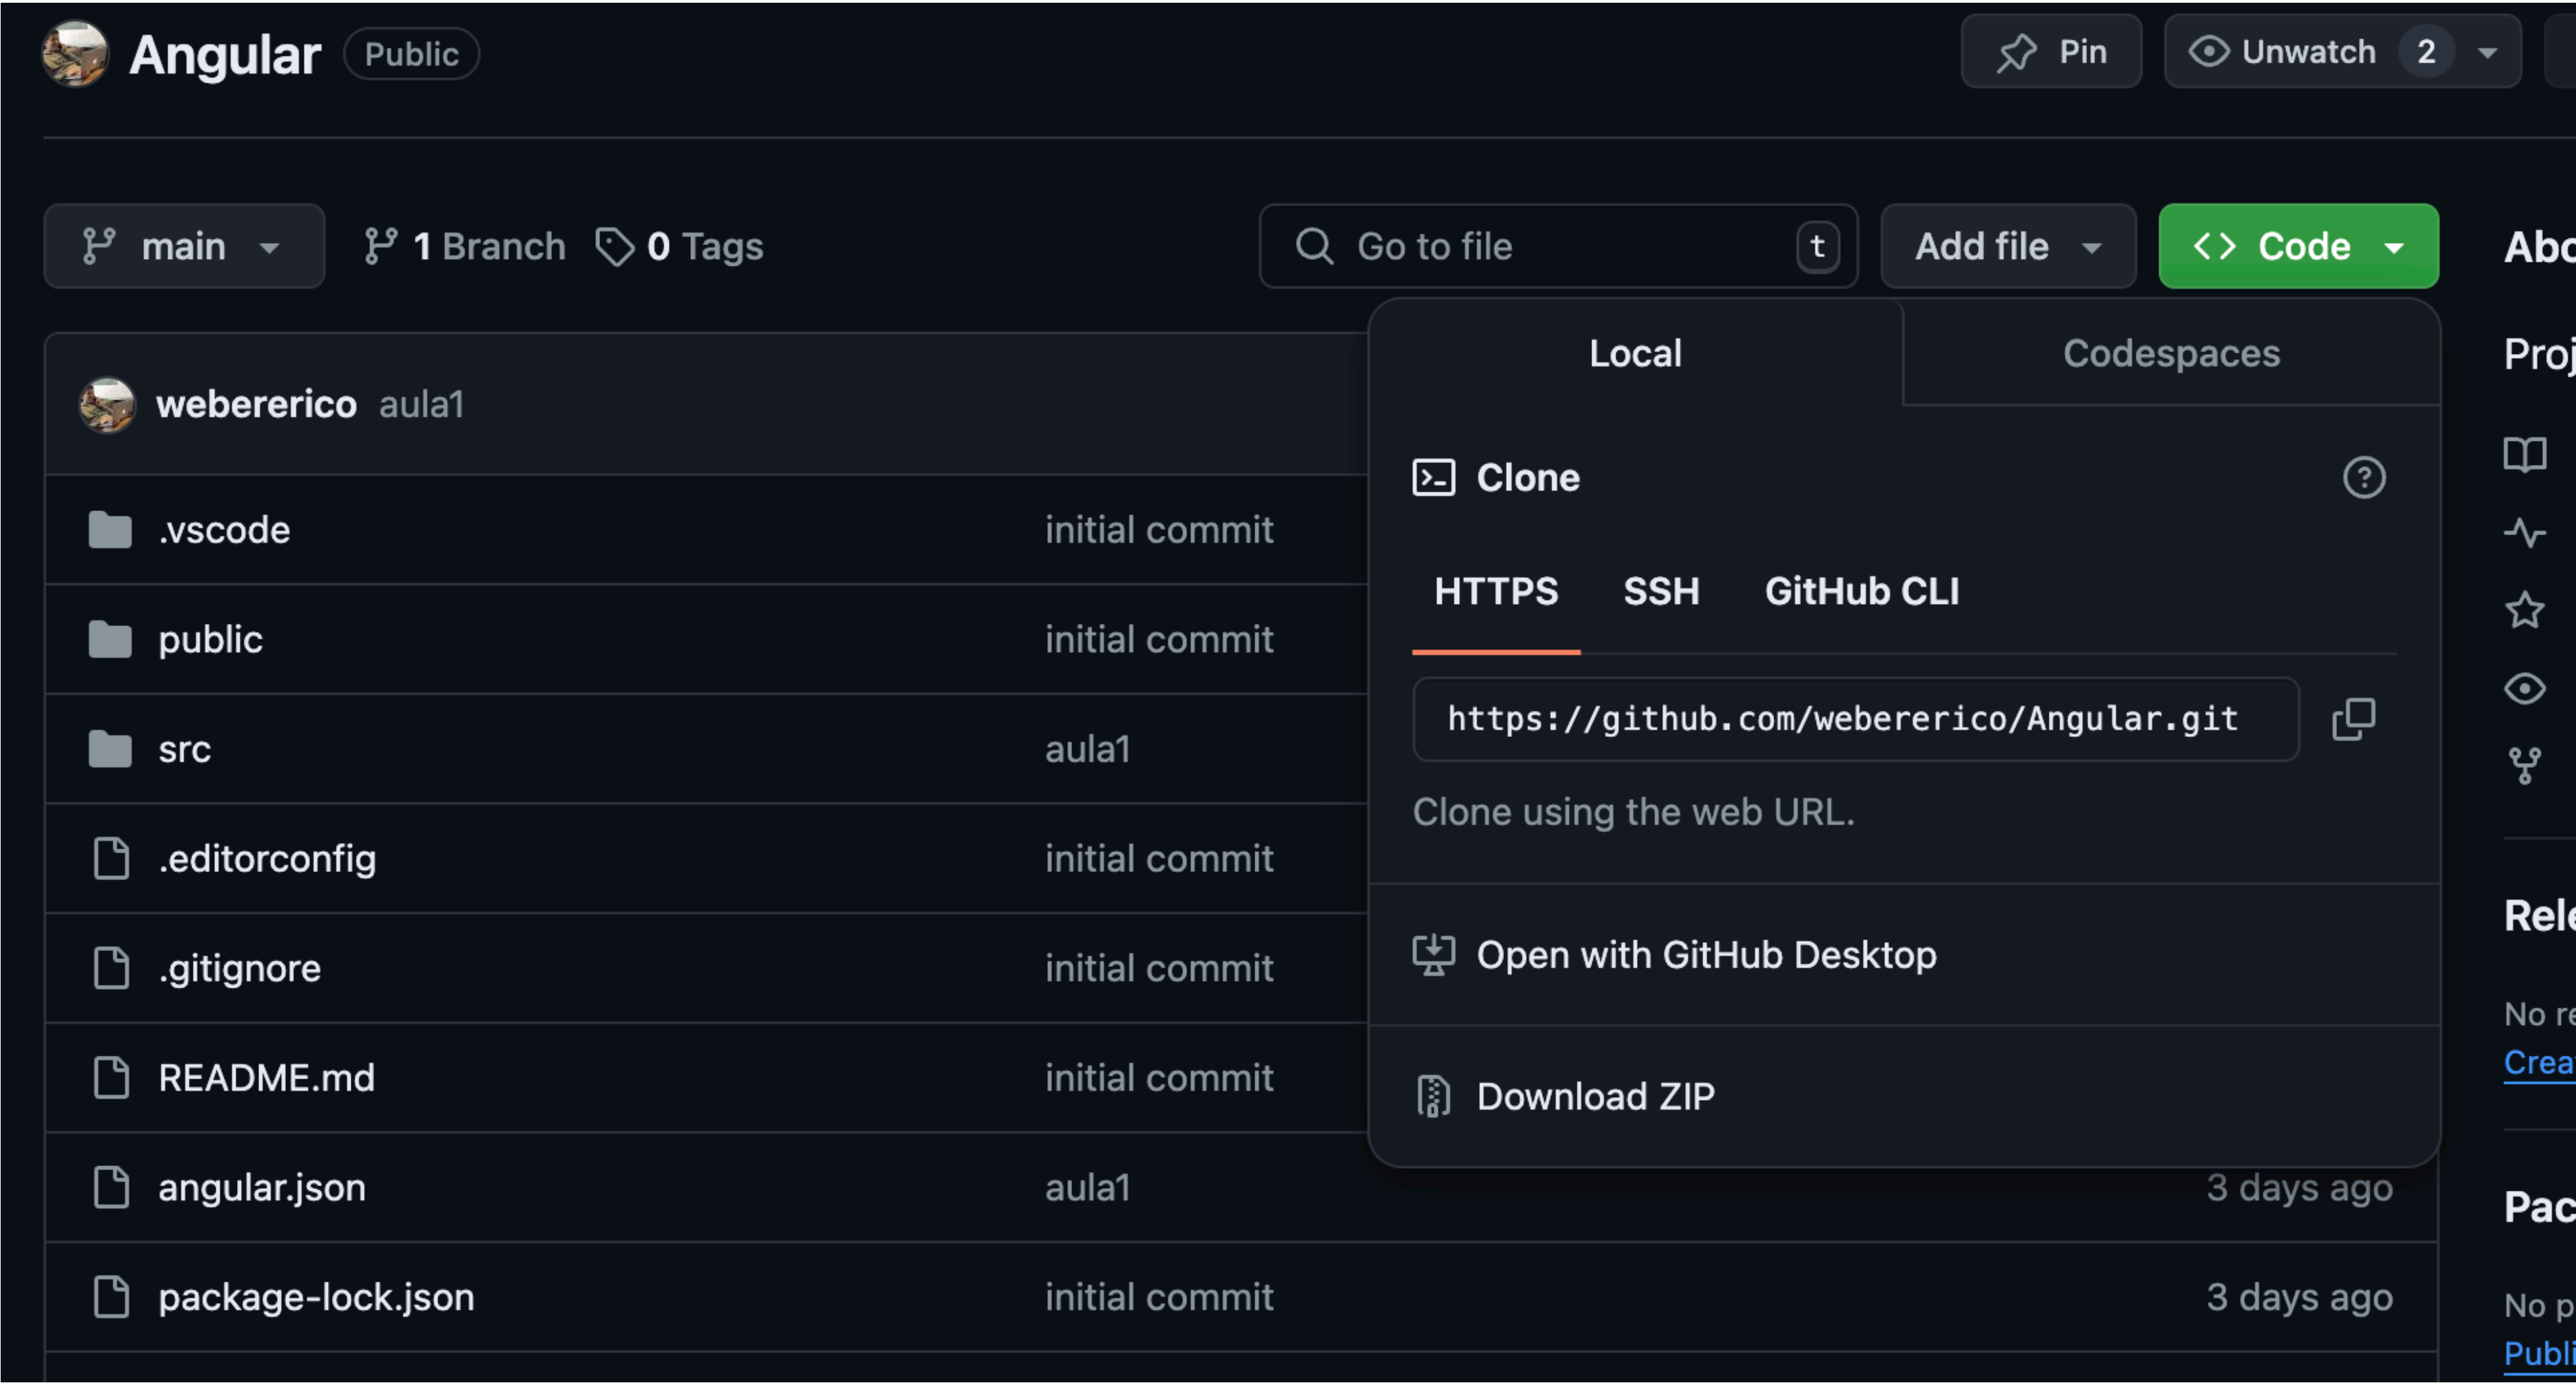 Angular Public Pin Unwatch 2
main 1 Branch 0 Tags Go to file t Add file Code
webererico aula1
.vscode initial commit
public initial commit
src aula1
.editorconfig initial commit
.gitignore initial commit
README.md initial commit
angular.json aula1 3 days ago
package-lock.json initial commit 3 days ago
Local Codespaces
Clone
HTTPS SSH GitHub CLI
https://github.com/webererico/Angular.git
Clone using the web URL.
Open with GitHub Desktop
Download ZIP
No
No